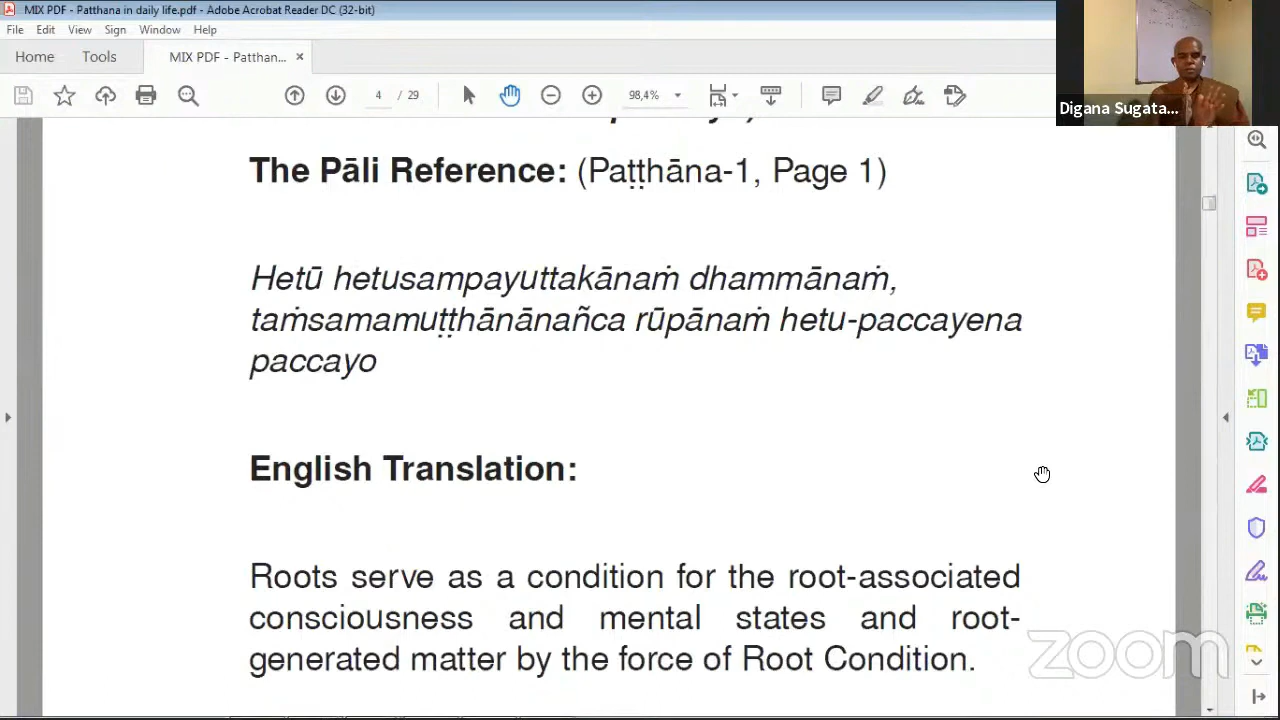 MIX PDF - Patthana in daily life.pdf - Adobe Acrobat Reader DC (32-bit)
File Edit View Sign Window Help
Home Tools MIX PDF - Patthan... ×
4 / 29 98,4%
Digana Sugata...
The Pāli Reference: (Paṭṭhāna-1, Page 1)
Hetū hetusampayuttakānaṁ dhammānaṁ,
taṁsamamuṭṭhānānañca rūpānaṁ hetu-paccayena
paccayo
English Translation:
Roots serve as a condition for the root-associated
consciousness and mental states and root-
generated matter by the force of Root Condition.
zoom